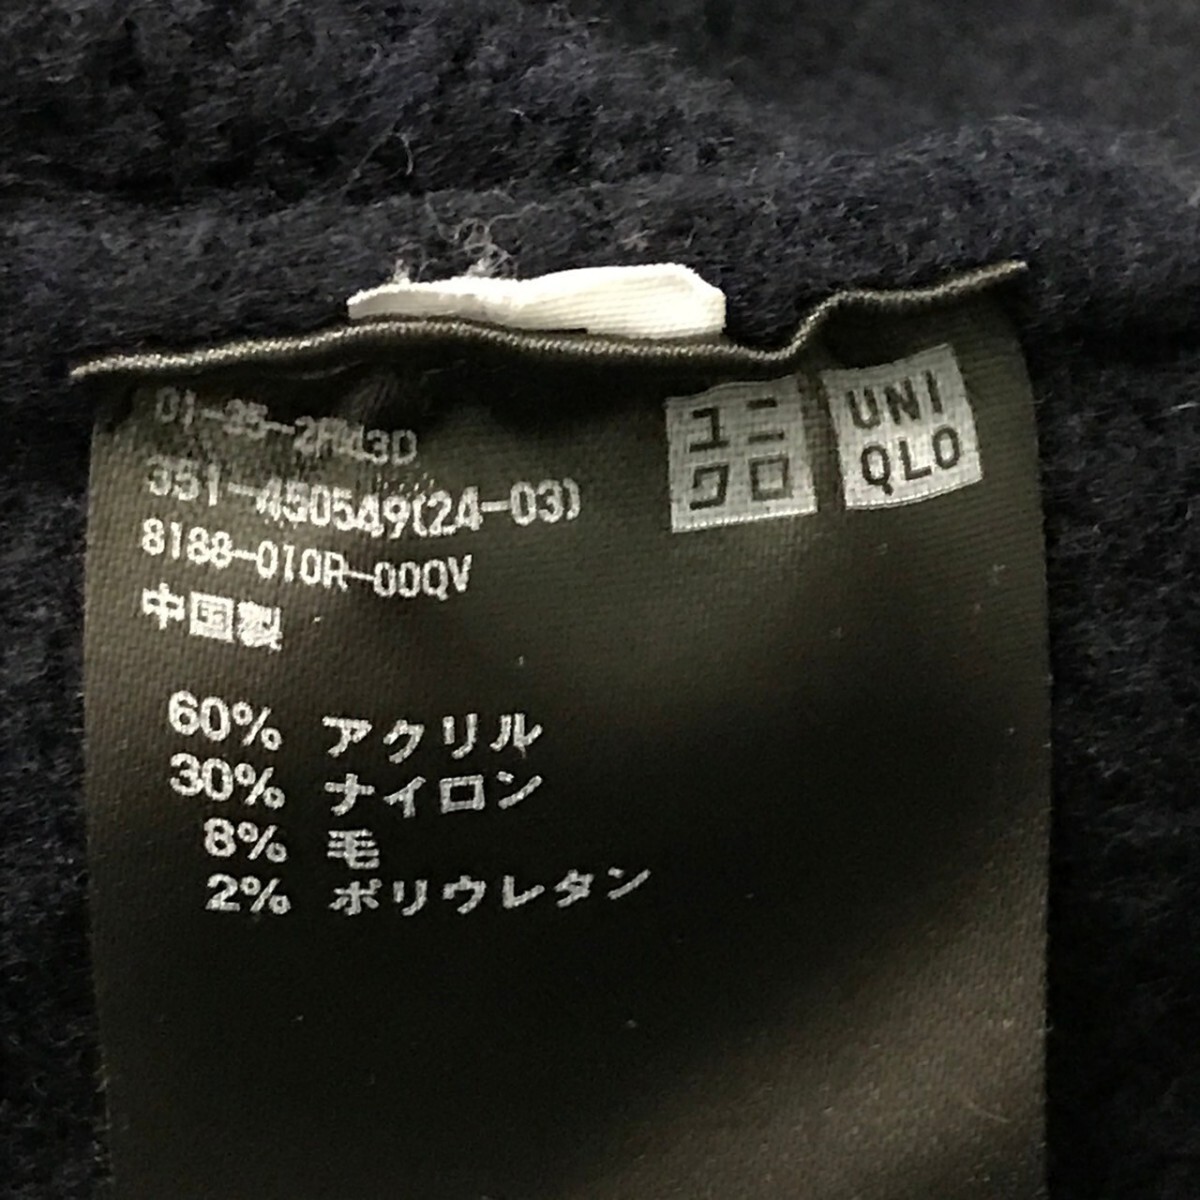 01-35-2R43D
351-450549(24-03)
8188-010R-00QV
中国製
ユニ
クロ
UNI
QLO
60% アクリル
30% ナイロン
8% 毛
2% ポリウレタン